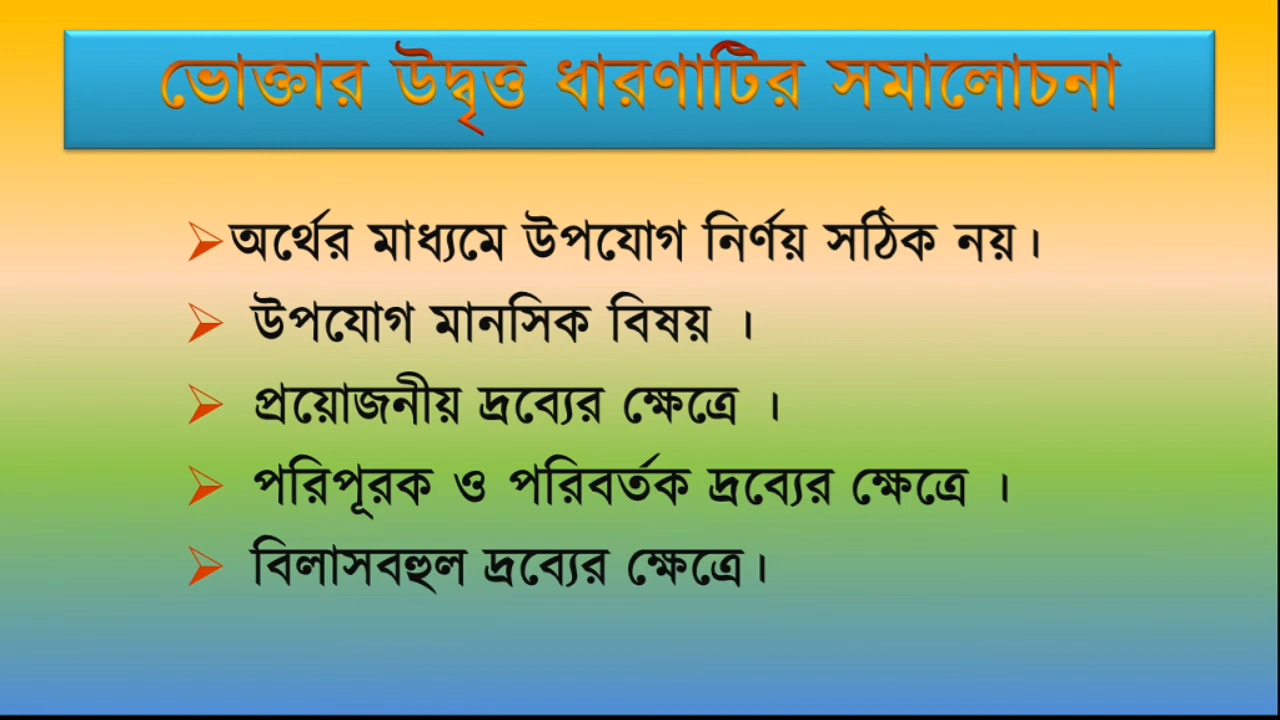 ভোক্তার উদ্বৃত্ত ধারণাটির সমালোচনা
অর্থের মাধ্যমে উপযোগ নির্ণয় সঠিক নয়।
উপযোগ মানসিক বিষয় ।
প্রয়োজনীয় দ্রব্যের ক্ষেত্রে ।
পরিপূরক ও পরিবর্তক দ্রব্যের ক্ষেত্রে ।
বিলাসবহুল দ্রব্যের ক্ষেত্রে।